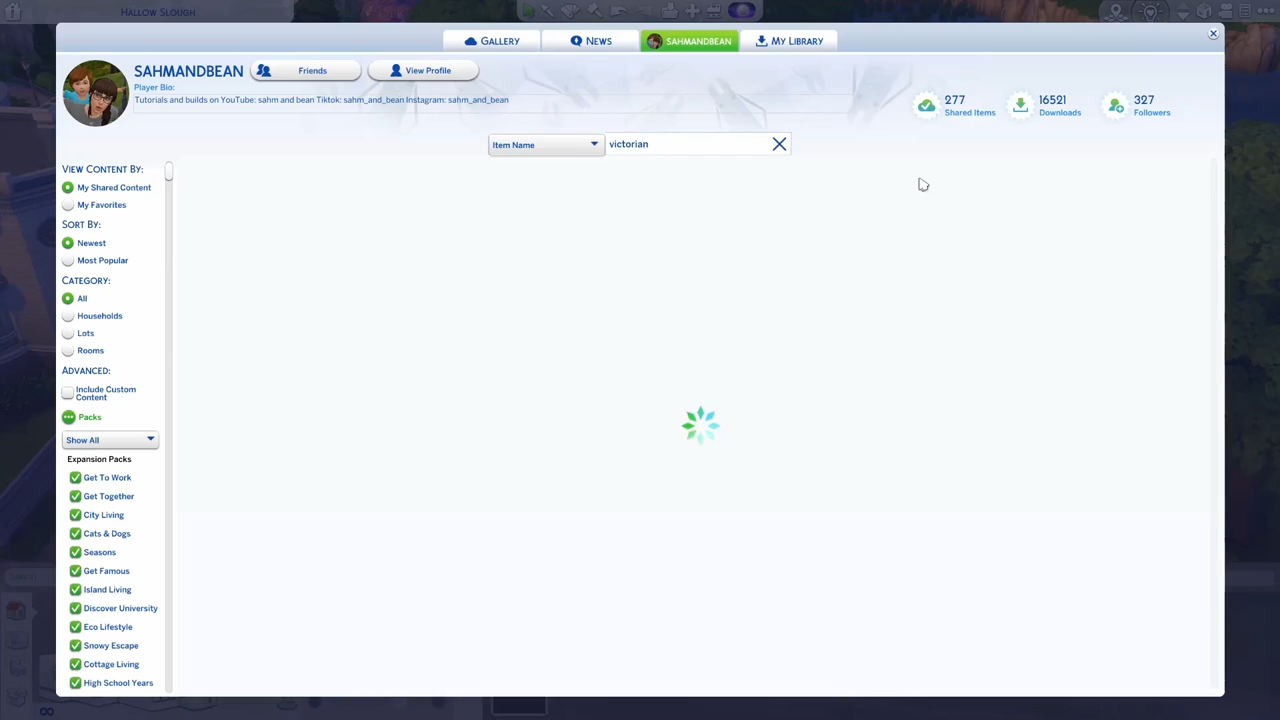 HALLOW SLOUGH
GALLERY
NEWS
SAHMANDBEAN
MY LIBRARY
SAHMANDBEAN
Friends
View Profile
Player Bio:
Tutorials and builds on YouTube: sahm and bean Tiktok: sahm_and_bean Instagram: sahm_and_bean
277
Shared Items
16521
Downloads
327
Followers
Item Name
victorian
VIEW CONTENT BY:
My Shared Content
My Favorites
SORT BY:
Newest
Most Popular
CATEGORY:
All
Households
Lots
Rooms
ADVANCED:
Include Custom
Content
Packs
Show All
Expansion Packs
Get To Work
Get Together
City Living
Cats & Dogs
Seasons
Get Famous
Island Living
Discover University
Eco Lifestyle
Snowy Escape
Cottage Living
High School Years